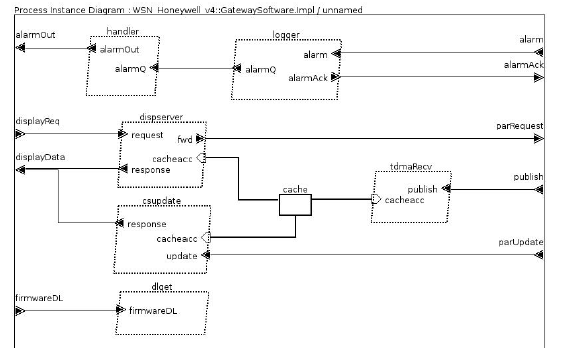 Process Instance Diagram : WSN_Honeywell_v4::GatewaySoftware.Impl / unnamed
alarmOut
handler
alarmOut
alarmQ
logger
alarm
alarmQ
alarmAck
alarm
alarmAck
displayReq
displayData
dispserver
request
fwd
cacheacc
response
parRequest
tdmaRecv
publish
cacheacc
publish
cache
csupdate
response
cacheacc
update
parUpdate
firmwareDL
dlget
firmwareDL